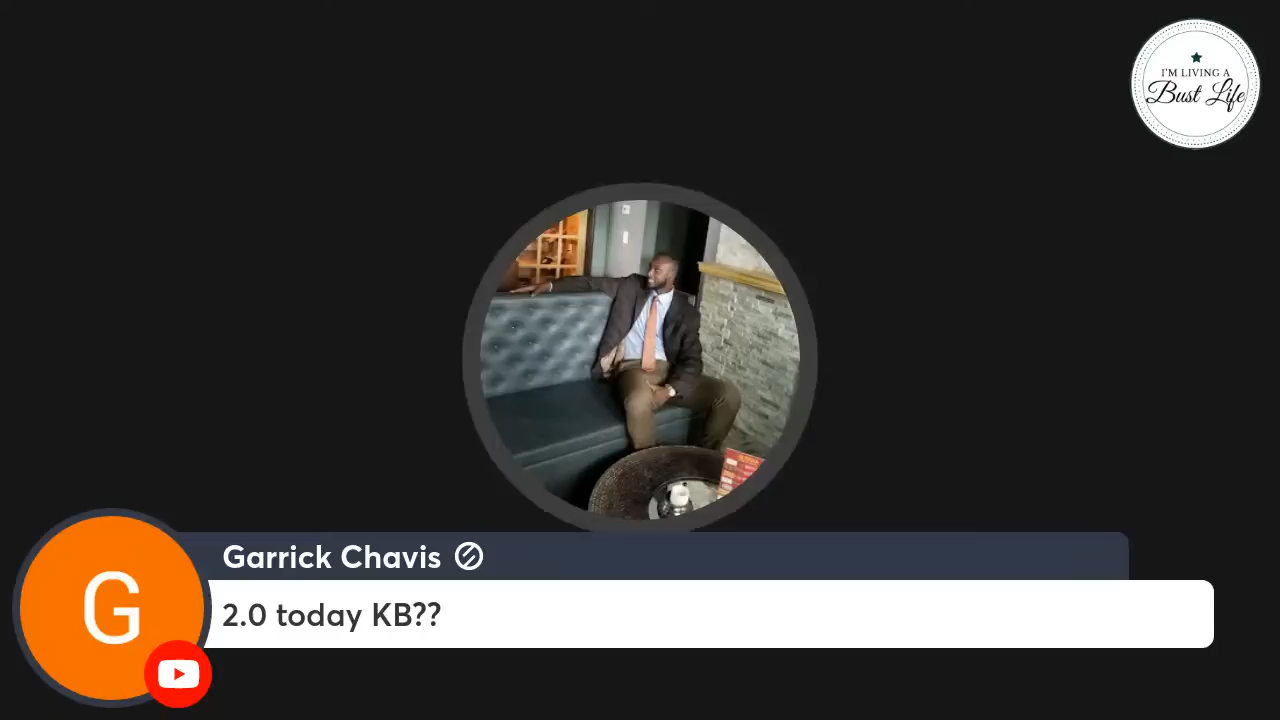 I'M LIVING A
Bust Life
Garrick Chavis
2.0 today KB??
G